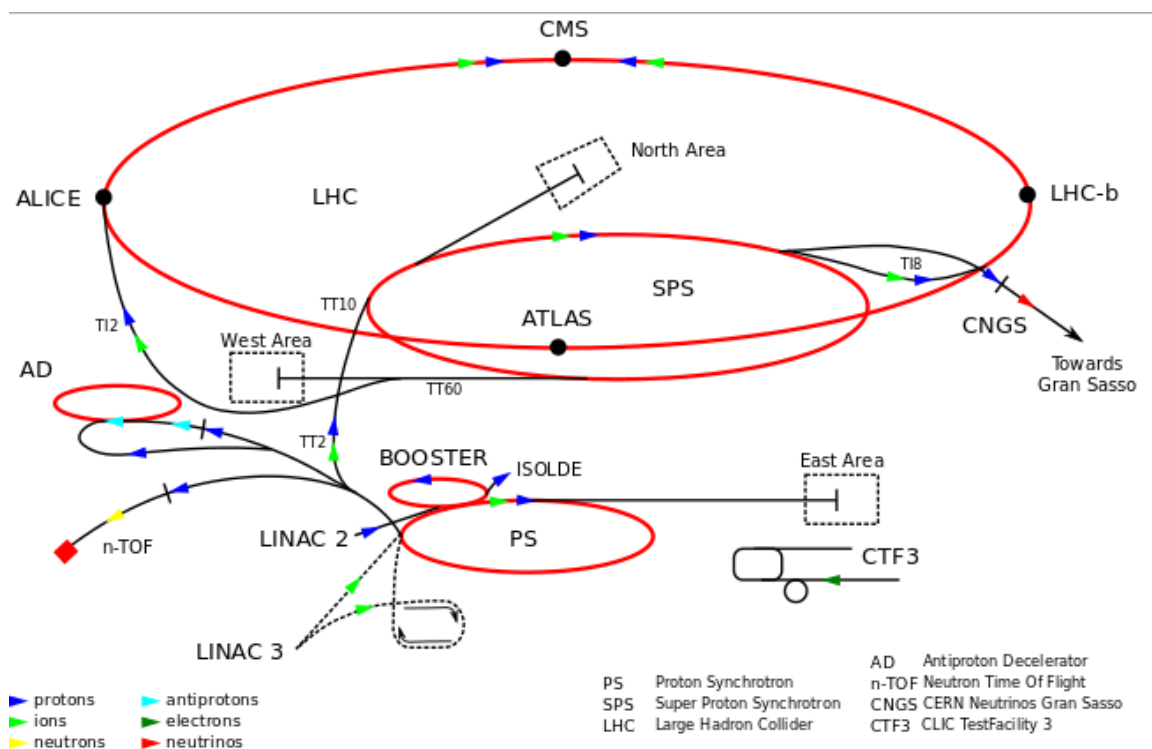 CMS
North Area
ALICE
LHC
LHC-b
TI8
SPS
TT10
ATLAS
CNGS
TI2
West Area
Towards
Gran Sasso
AD
TT60
TT2
BOOSTER
ISOLDE
East Area
LINAC 2
PS
n-TOF
CTF3
LINAC 3
protons
antiprotons
ions
electrons
neutrons
neutrinos
PS Proton Synchrotron
SPS Super Proton Synchrotron
LHC Large Hadron Collider
AD Antiproton Decelerator
n-TOF Neutron Time Of Flight
CNGS CERN Neutrinos Gran Sasso
CTF3 CLIC TestFacility 3